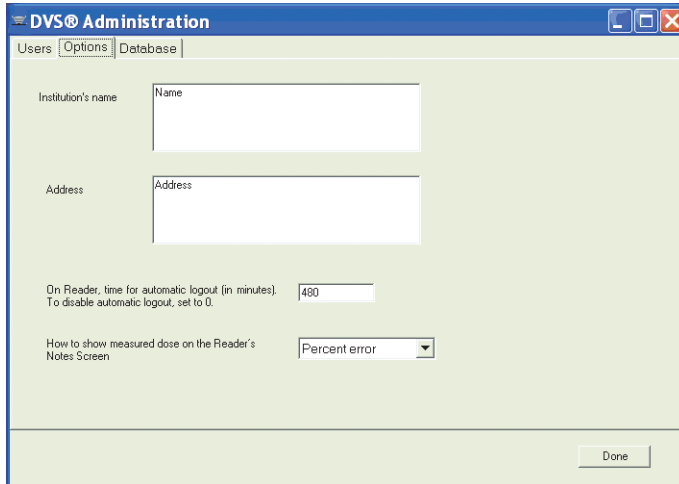 DVS® Administration
Users Options Database
Institution's name
Name
Address
Address
On Reader, time for automatic logout (in minutes).
To disable automatic logout, set to 0.
480
How to show measured dose on the Reader's
Notes Screen
Percent error
Done